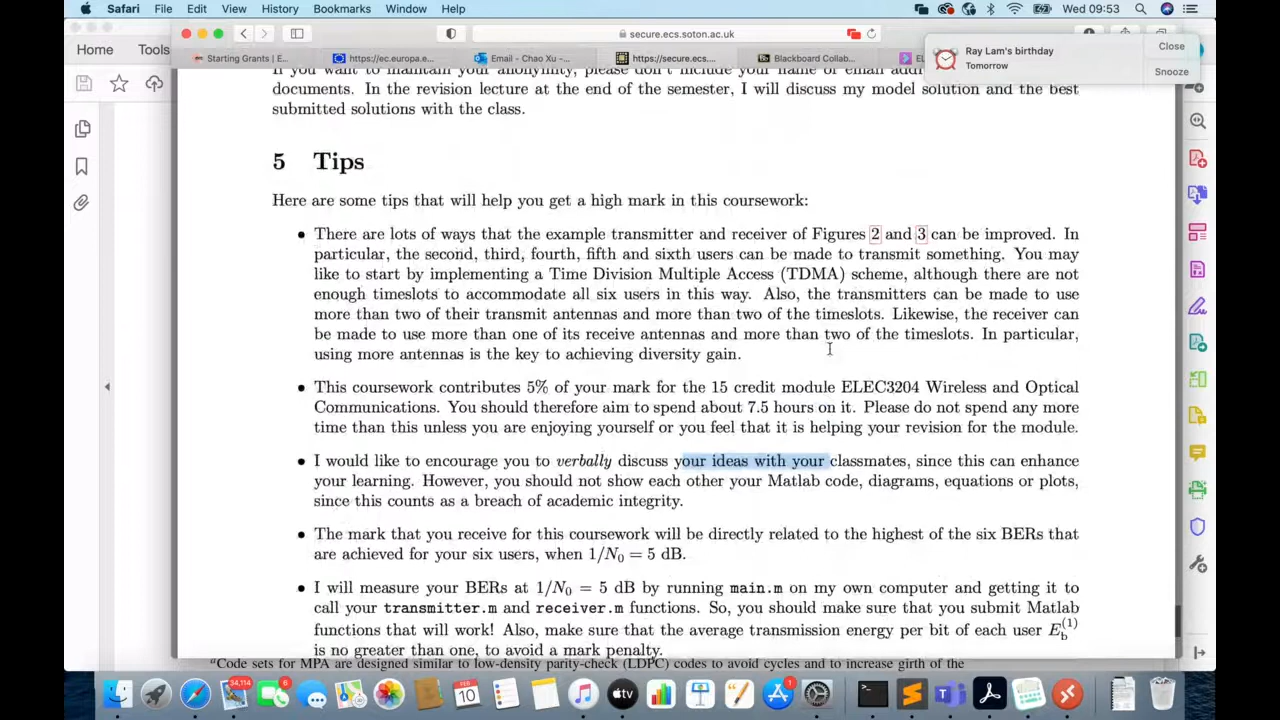 Safari File Edit View History Bookmarks Window Help
Wed 09:53
Home Tools
secure.ecs.soton.ac.uk
Starting Grants | E...
https://ec.europa.e...
Email - Chao Xu -...
https://secure.ecs....
Blackboard Collab...
Ray Lam's birthday
Tomorrow
Close
Snooze
documents. In the revision lecture at the end of the semester, I will discuss my model solution and the best
submitted solutions with the class.
5 Tips
Here are some tips that will help you get a high mark in this coursework:
• There are lots of ways that the example transmitter and receiver of Figures 2 and 3 can be improved. In
particular, the second, third, fourth, fifth and sixth users can be made to transmit something. You may
like to start by implementing a Time Division Multiple Access (TDMA) scheme, although there are not
enough timeslots to accommodate all six users in this way. Also, the transmitters can be made to use
more than two of their transmit antennas and more than two of the timeslots. Likewise, the receiver can
be made to use more than one of its receive antennas and more than two of the timeslots. In particular,
using more antennas is the key to achieving diversity gain.
• This coursework contributes 5% of your mark for the 15 credit module ELEC3204 Wireless and Optical
Communications. You should therefore aim to spend about 7.5 hours on it. Please do not spend any more
time than this unless you are enjoying yourself or you feel that it is helping your revision for the module.
• I would like to encourage you to verbally discuss your ideas with your classmates, since this can enhance
your learning. However, you should not show each other your Matlab code, diagrams, equations or plots,
since this counts as a breach of academic integrity.
• The mark that you receive for this coursework will be directly related to the highest of the six BERs that
are achieved for your six users, when 1/N₀ = 5 dB.
• I will measure your BERs at 1/N₀ = 5 dB by running main.m on my own computer and getting it to
call your transmitter.m and receiver.m functions. So, you should make sure that you submit Matlab
functions that will work! Also, make sure that the average transmission energy per bit of each user E_b^(1)
is no greater than one, to avoid a mark penalty.
ᵃCode sets for MPA are designed similar to low-density parity-check (LDPC) codes to avoid cycles and to increase girth of the
34,114
6
10
tv
1